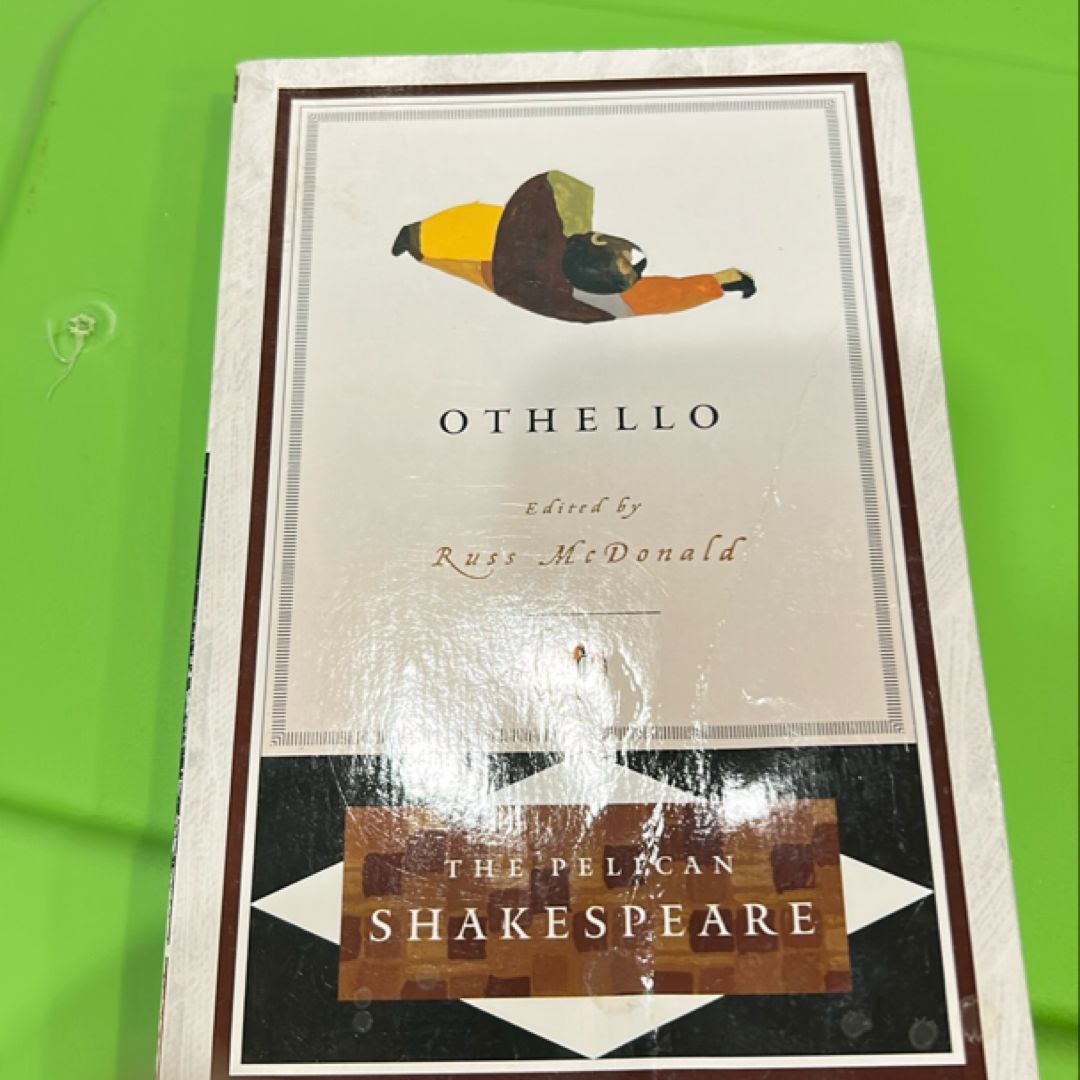 OTHELLO
Edited by
Russ McDonald
THE PELICAN
SHAKESPEARE